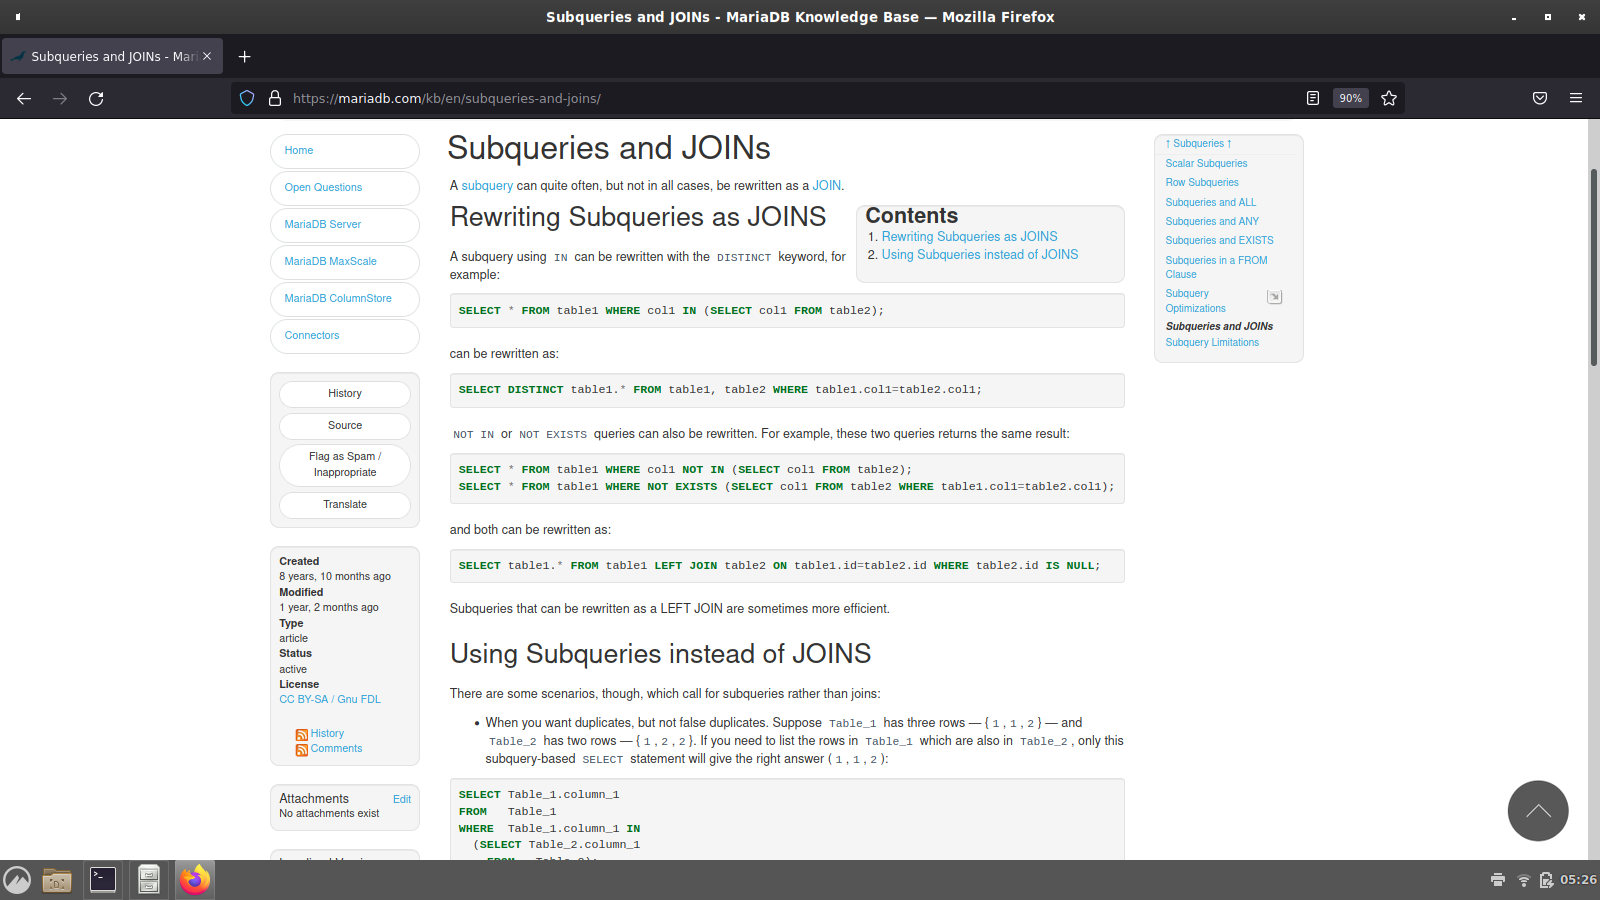 Subqueries and JOINs - MariaDB Knowledge Base — Mozilla Firefox
Subqueries and JOINs - Mari
https://mariadb.com/kb/en/subqueries-and-joins/
90%
Home
Open Questions
MariaDB Server
MariaDB MaxScale
MariaDB ColumnStore
Connectors
History
Source
Flag as Spam /
Inappropriate
Translate
Created
8 years, 10 months ago
Modified
1 year, 2 months ago
Type
article
Status
active
License
CC BY-SA / Gnu FDL
History
Comments
Attachments Edit
No attachments exist
Subqueries and JOINs
A subquery can quite often, but not in all cases, be rewritten as a JOIN.
Rewriting Subqueries as JOINS
Contents
1. Rewriting Subqueries as JOINS
2. Using Subqueries instead of JOINS
A subquery using IN can be rewritten with the DISTINCT keyword, for
example:
SELECT * FROM table1 WHERE col1 IN (SELECT col1 FROM table2);
can be rewritten as:
SELECT DISTINCT table1.* FROM table1, table2 WHERE table1.col1=table2.col1;
NOT IN or NOT EXISTS queries can also be rewritten. For example, these two queries returns the same result:
SELECT * FROM table1 WHERE col1 NOT IN (SELECT col1 FROM table2);
SELECT * FROM table1 WHERE NOT EXISTS (SELECT col1 FROM table2 WHERE table1.col1=table2.col1);
and both can be rewritten as:
SELECT table1.* FROM table1 LEFT JOIN table2 ON table1.id=table2.id WHERE table2.id IS NULL;
Subqueries that can be rewritten as a LEFT JOIN are sometimes more efficient.
Using Subqueries instead of JOINS
There are some scenarios, though, which call for subqueries rather than joins:
• When you want duplicates, but not false duplicates. Suppose Table_1 has three rows — { 1 , 1 , 2 } — and
Table_2 has two rows — { 1 , 2 , 2 }. If you need to list the rows in Table_1 which are also in Table_2 , only this
subquery-based SELECT statement will give the right answer ( 1 , 1 , 2 ):
SELECT Table_1.column_1
FROM Table_1
WHERE Table_1.column_1 IN
(SELECT Table_2.column_1
FROM Table_2);
↑ Subqueries ↑
Scalar Subqueries
Row Subqueries
Subqueries and ALL
Subqueries and ANY
Subqueries and EXISTS
Subqueries in a FROM
Clause
Subquery
Optimizations
Subqueries and JOINs
Subquery Limitations
05:26